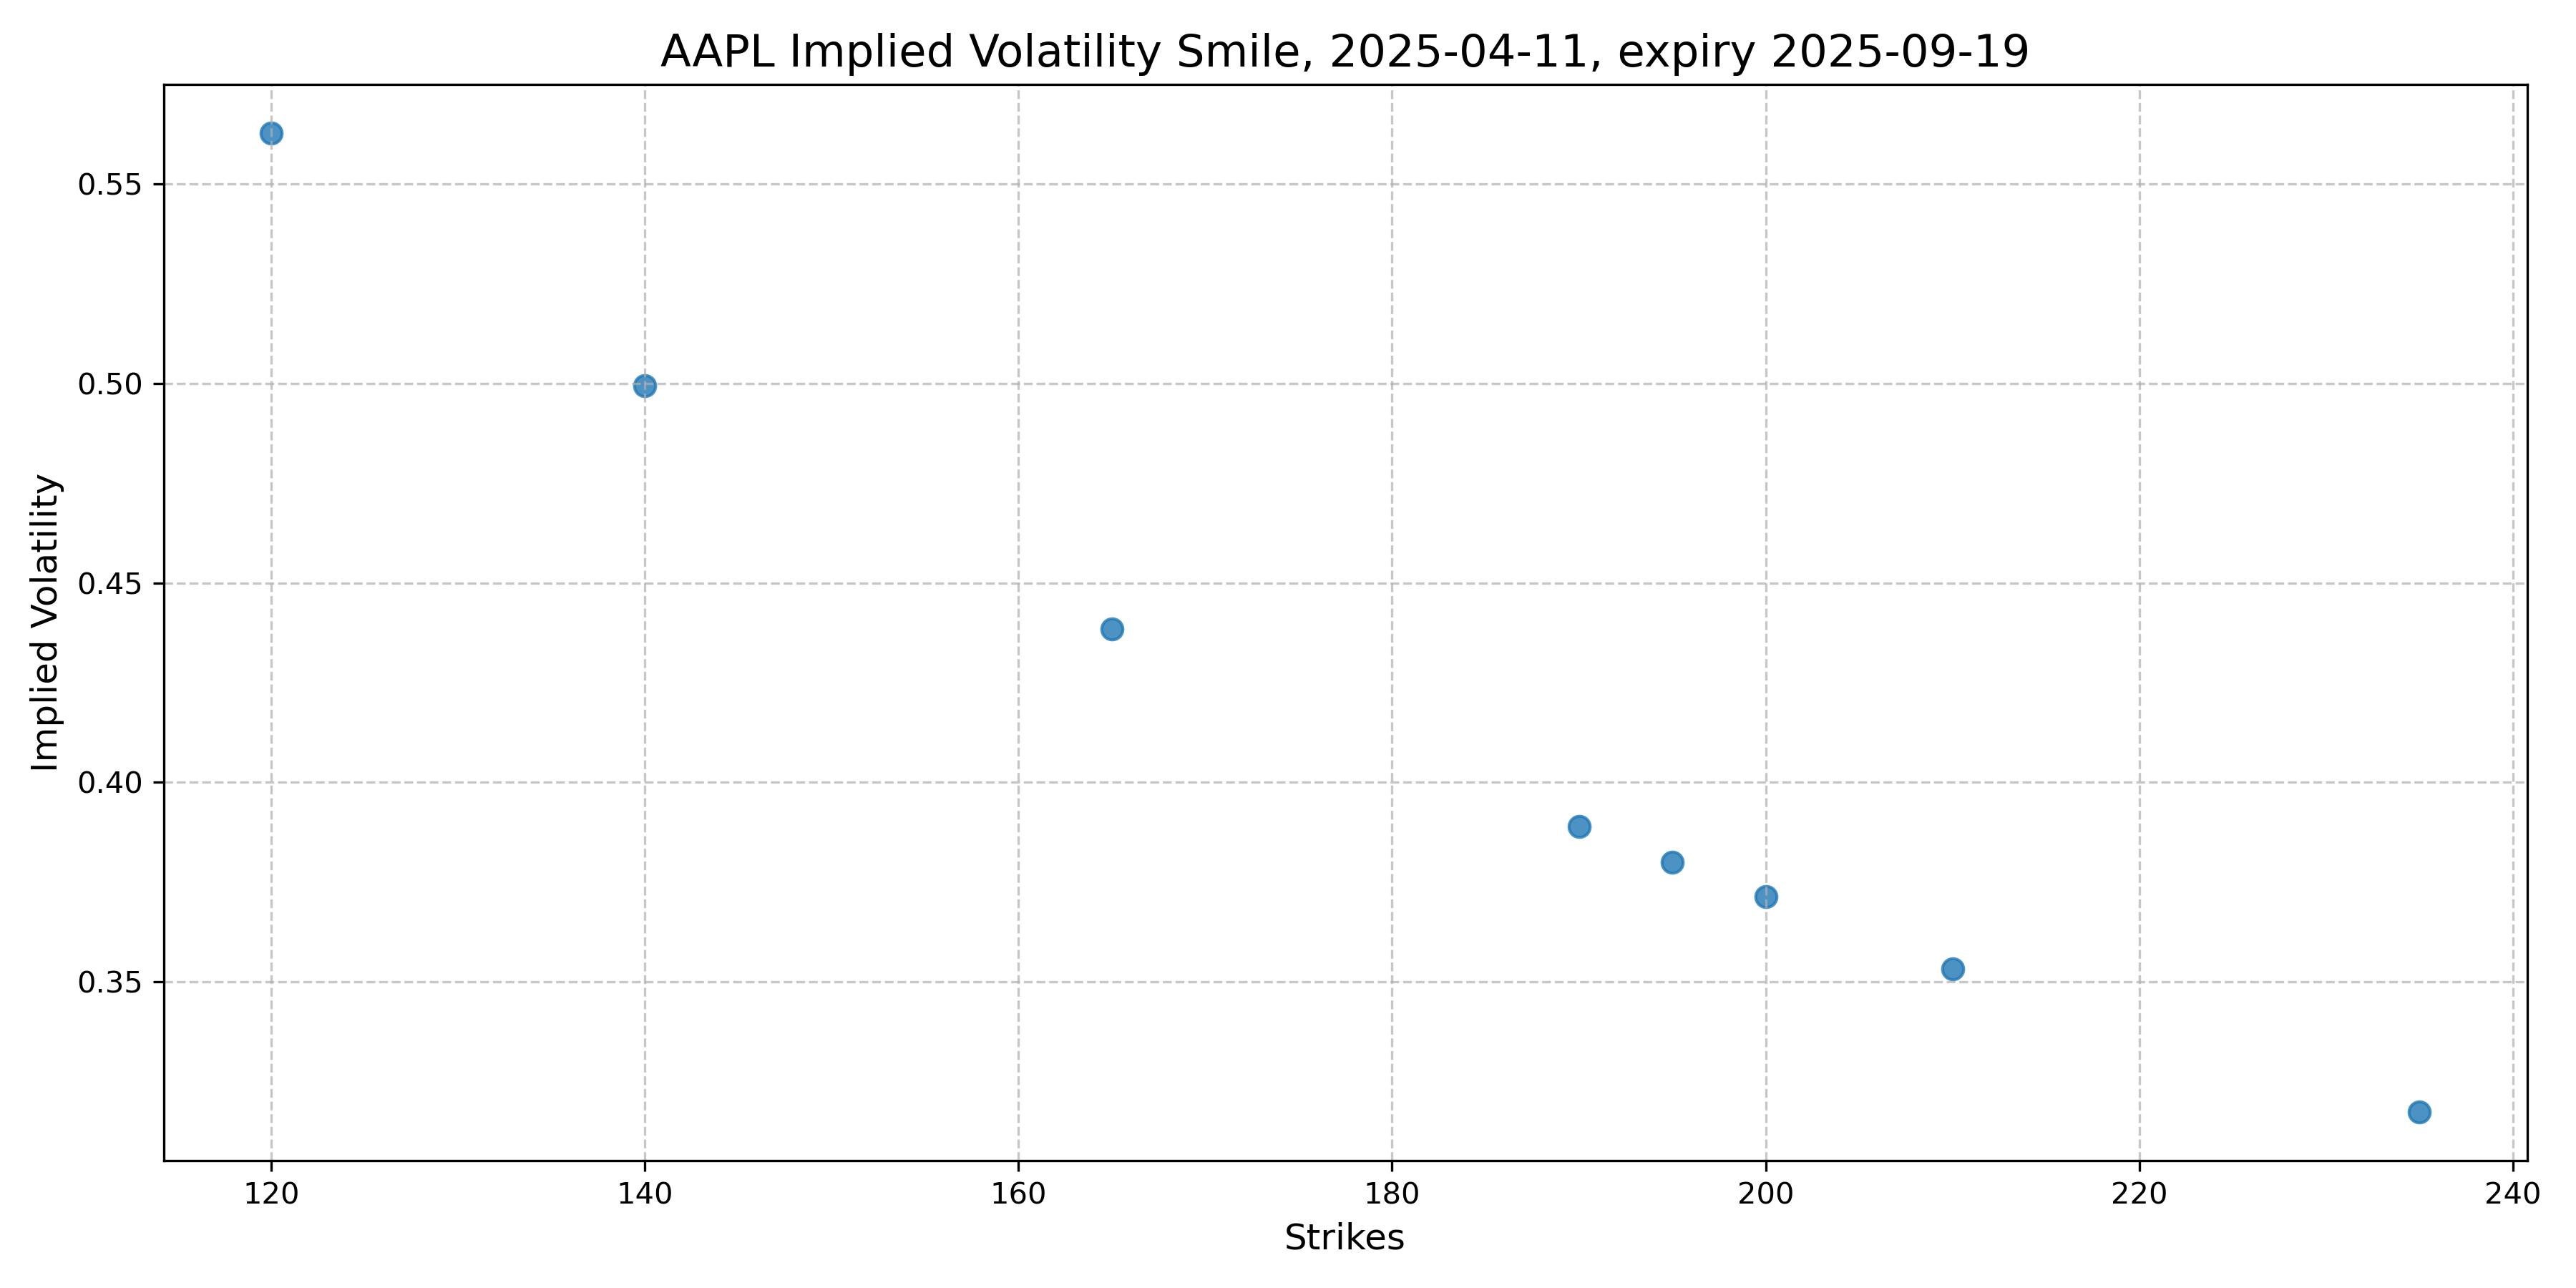 AAPL Implied Volatility Smile, 2025-04-11, expiry 2025-09-19
Implied Volatility
0.55
0.50
0.45
0.40
0.35
120 140 160 180 200 220 240
Strikes